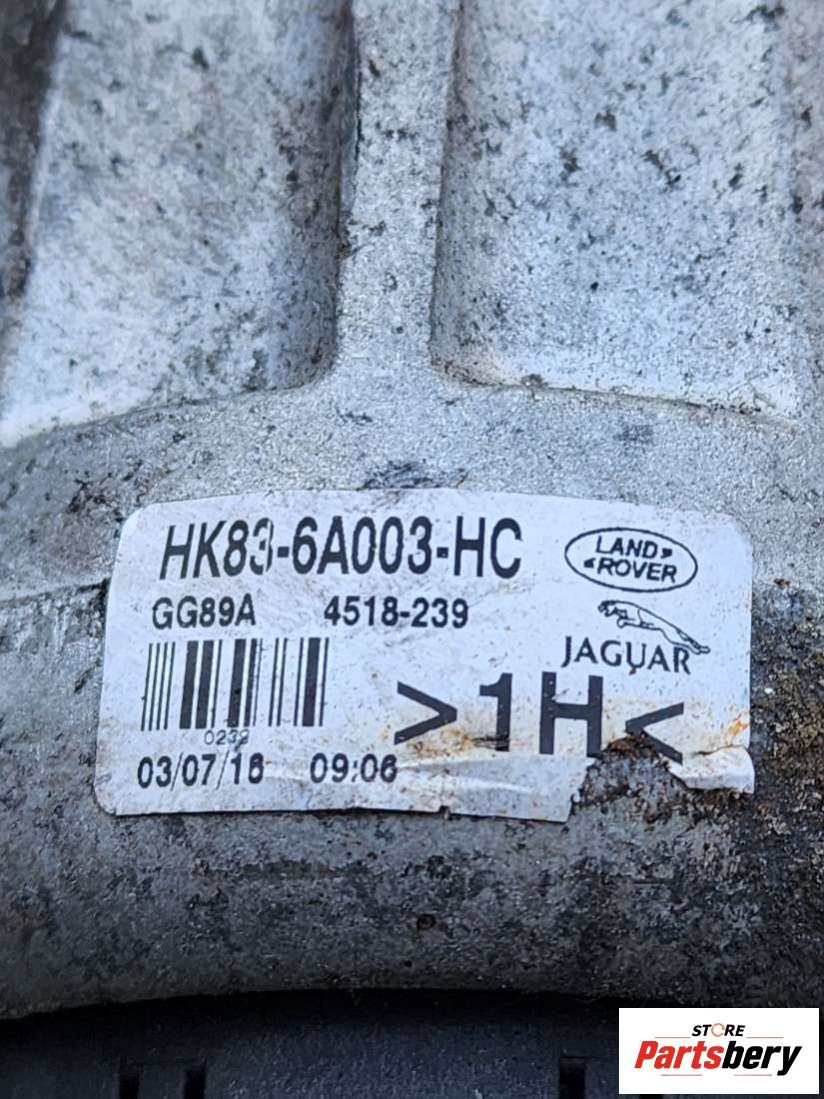 HK83-6A003-HC
LAND
ROVER
GG89A 4518-239
JAGUAR
>1H<
0239
03/07/18 09:06
STORE
Partsbery